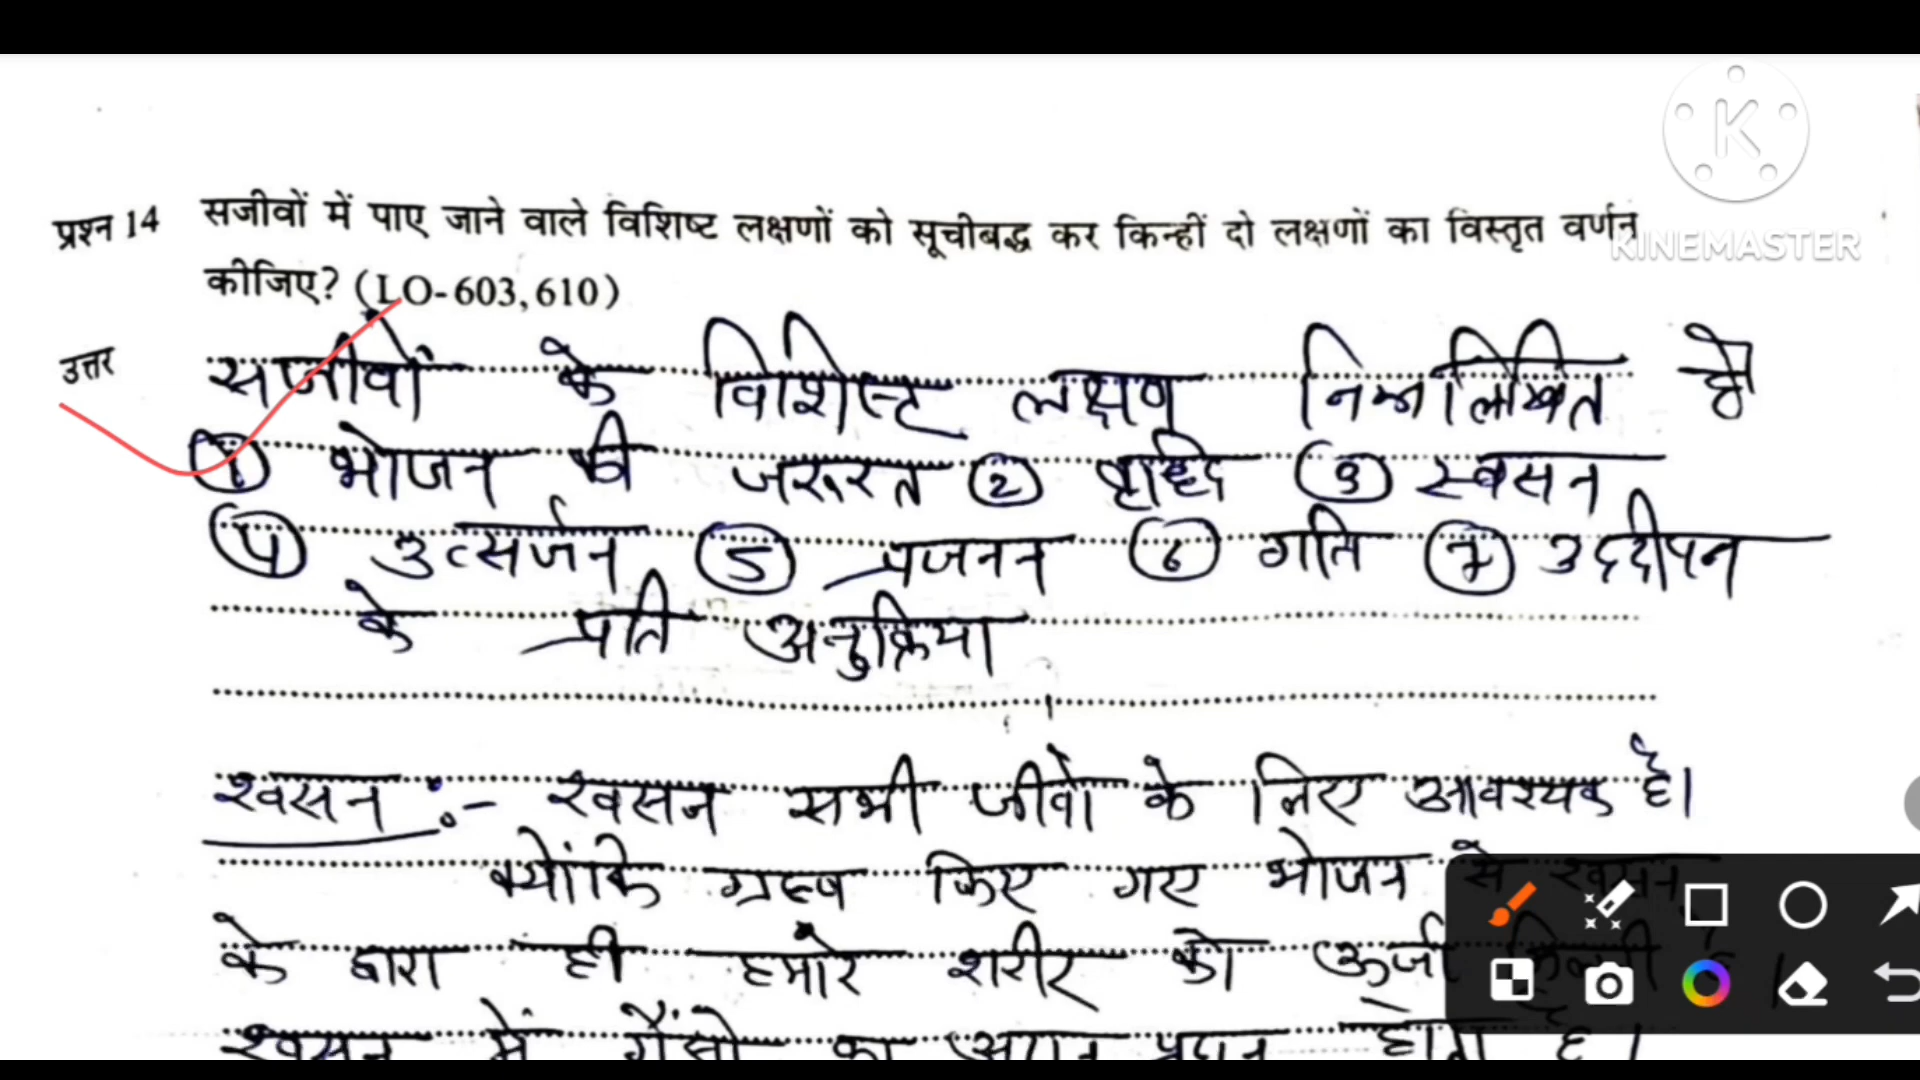 K
KINEMASTER
प्रश्न 14 सजीवों में पाए जाने वाले विशिष्ट लक्षणों को सूचीबद्ध कर किन्हीं दो लक्षणों का विस्तृत वर्णन
कीजिए? (LO-603,610)
उत्तर सजीवों के विशिष्ट लक्षण निम्नलिखित है
① भोजन की जरूरत ② वृद्धि ③ स्वसन
④ उत्सर्जन ⑤ प्रजनन ⑥ गति ⑦ उद्दीपन
के प्रति अनुक्रिया
श्वसन :- श्वसन सभी जीवो के लिए आवश्यक है।
क्योंकि ग्रहण किए गए भोजन से श्वसन
के द्वारा ही हमारे शरीर को ऊर्जा
श्वसन में गैसो का होता है।